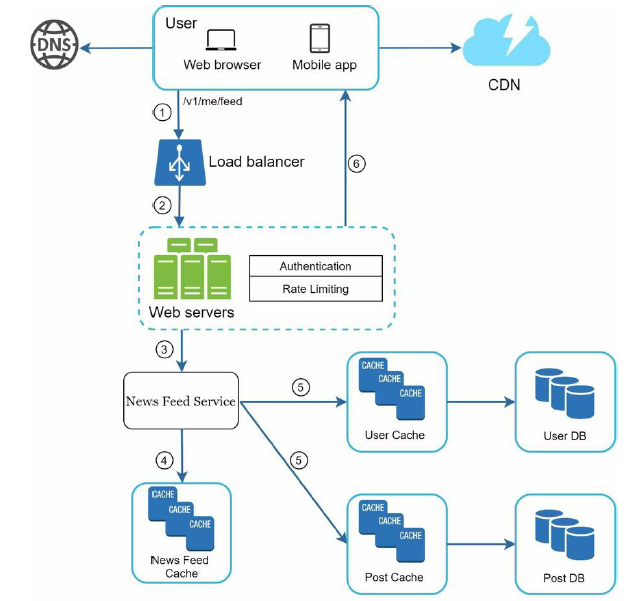 User
DNS
Web browser
Mobile app
CDN
1
/v1/me/feed
Load balancer
6
2
Authentication
Rate Limiting
Web servers
3
News Feed Service
5
CACHE
CACHE
CACHE
User Cache
User DB
4
5
CACHE
CACHE
CACHE
News Feed
Cache
CACHE
CACHE
CACHE
Post Cache
Post DB